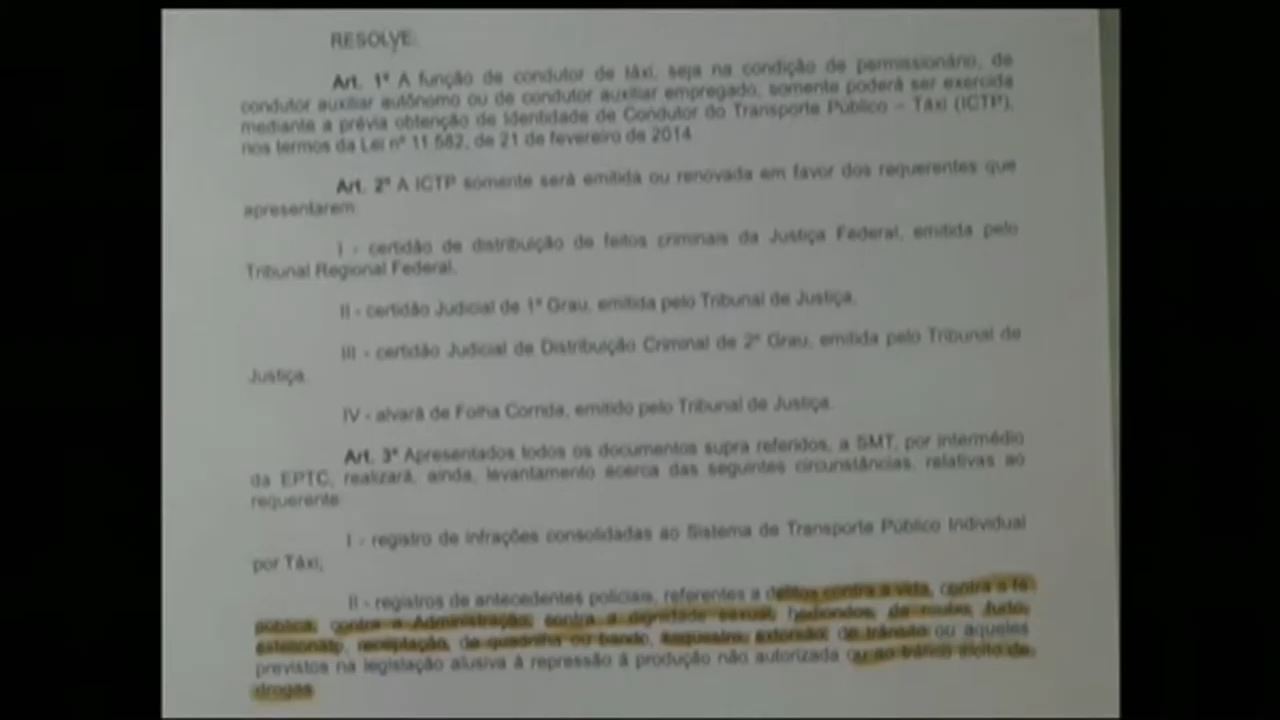 RESOLVE:
Art. 1º A função de condutor de táxi, seja na condição de permissionário, de
condutor auxiliar autônomo ou de condutor auxiliar empregado, somente poderá ser exercida
mediante a prévia obtenção de Identidade de Condutor do Transporte Público – Táxi (ICTP),
nos termos da Lei nº 11.582, de 21 de fevereiro de 2014.
Art. 2º A ICTP somente será emitida ou renovada em favor dos requerentes que
apresentarem:
I - certidão de distribuição de feitos criminais da Justiça Federal, emitida pelo
Tribunal Regional Federal.
II - certidão Judicial de 1º Grau, emitida pelo Tribunal de Justiça.
III - certidão Judicial de Distribuição Criminal de 2º Grau, emitida pelo Tribunal de
Justiça.
IV - alvará de Folha Corrida, emitido pelo Tribunal de Justiça.
Art. 3º Apresentados todos os documentos supra referidos, a SMT, por intermédio
da EPTC, realizará, ainda, levantamento acerca das seguintes circunstâncias, relativas ao
requerente:
I - registro de infrações consolidadas ao Sistema de Transporte Público Individual
por Táxi;
II - registros de antecedentes policiais, referentes a delitos contra a vida, contra a fé
pública, contra a Administração, contra a dignidade sexual, hediondos, de roubo, furto,
estelionato, receptação, de quadrilha ou bando, sequestro, extorsão, de trânsito ou aqueles
previstos na legislação alusiva à repressão à produção não autorizada ou ao tráfico ilícito de
drogas.